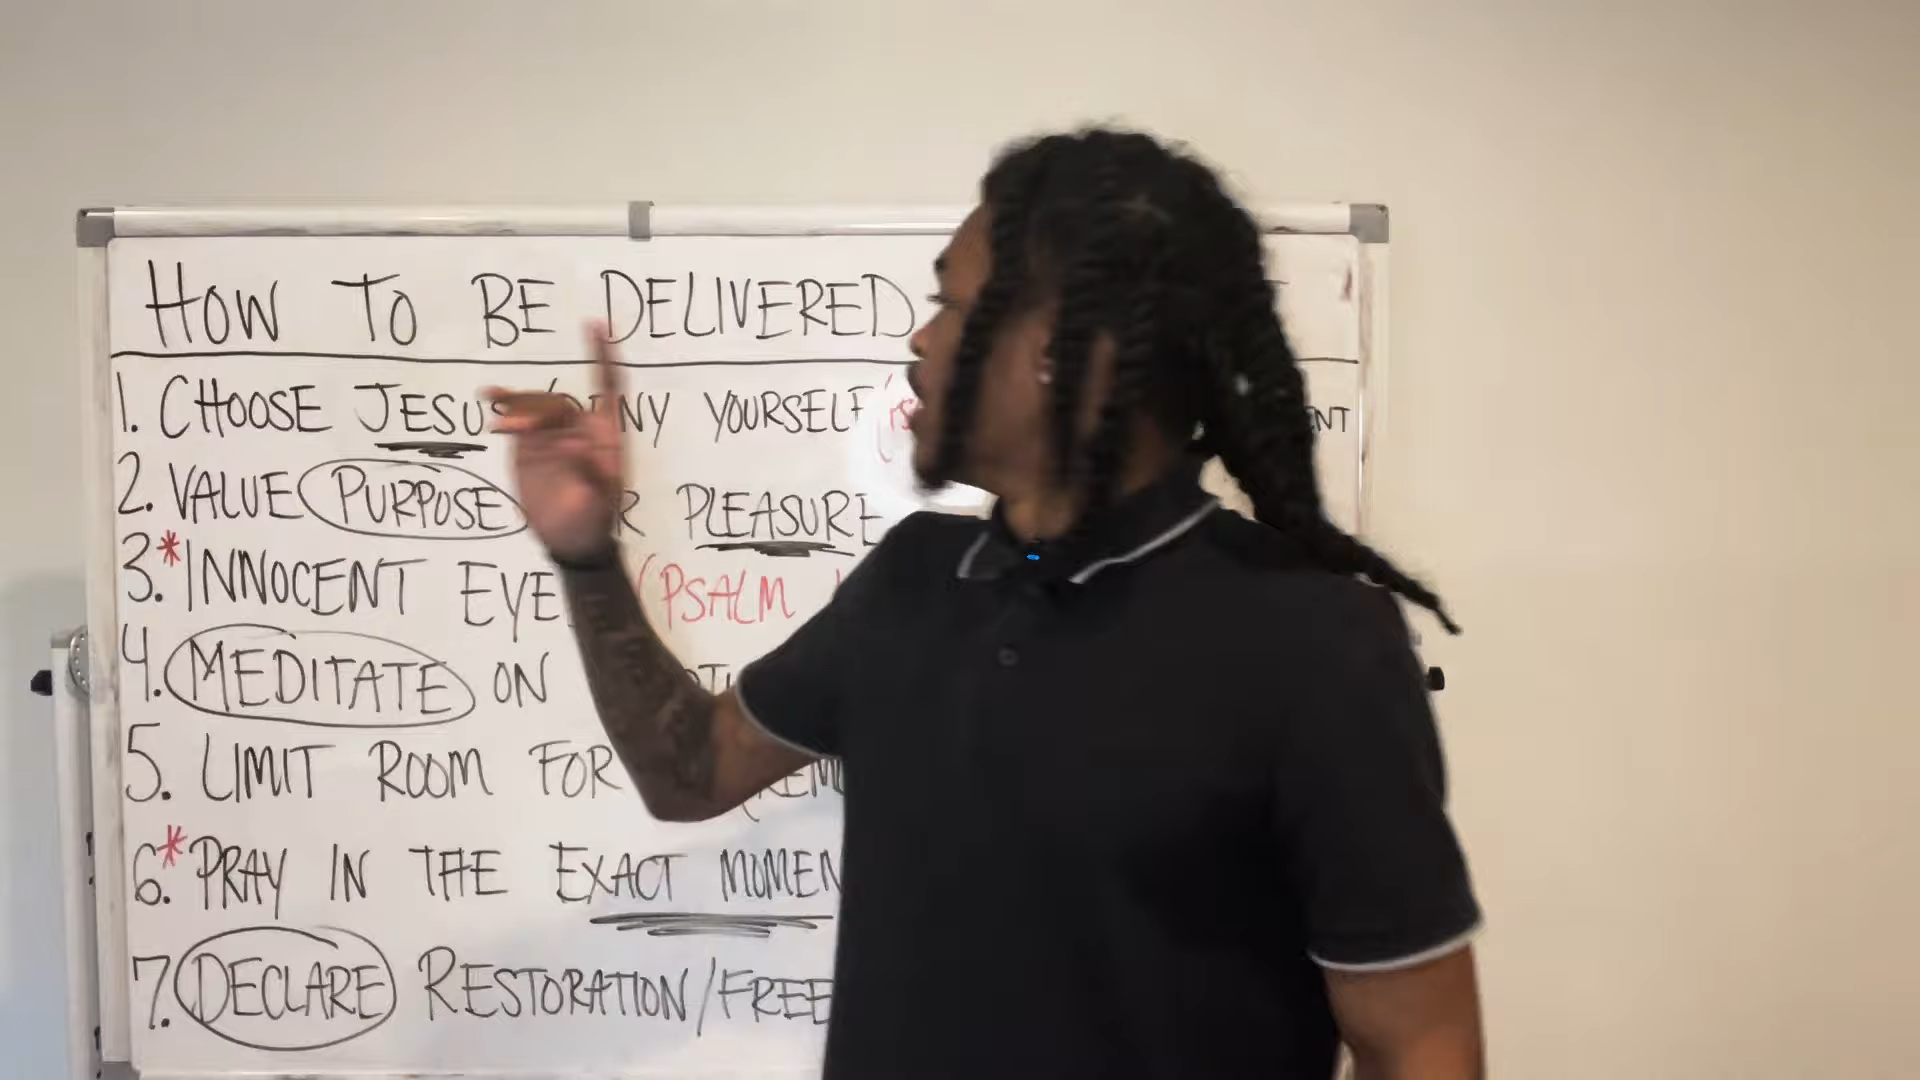 HOW TO BE DELIVERED
1. CHOOSE JESUS / DENY YOURSELF
2. VALUE PURPOSE PLEASURE
3.* INNOCENT EYE (PSALM
4. MEDITATE ON
5. LIMIT ROOM FOR
6.* PRAY IN THE EXACT MOMEN
7. DECLARE RESTORATION/FREE